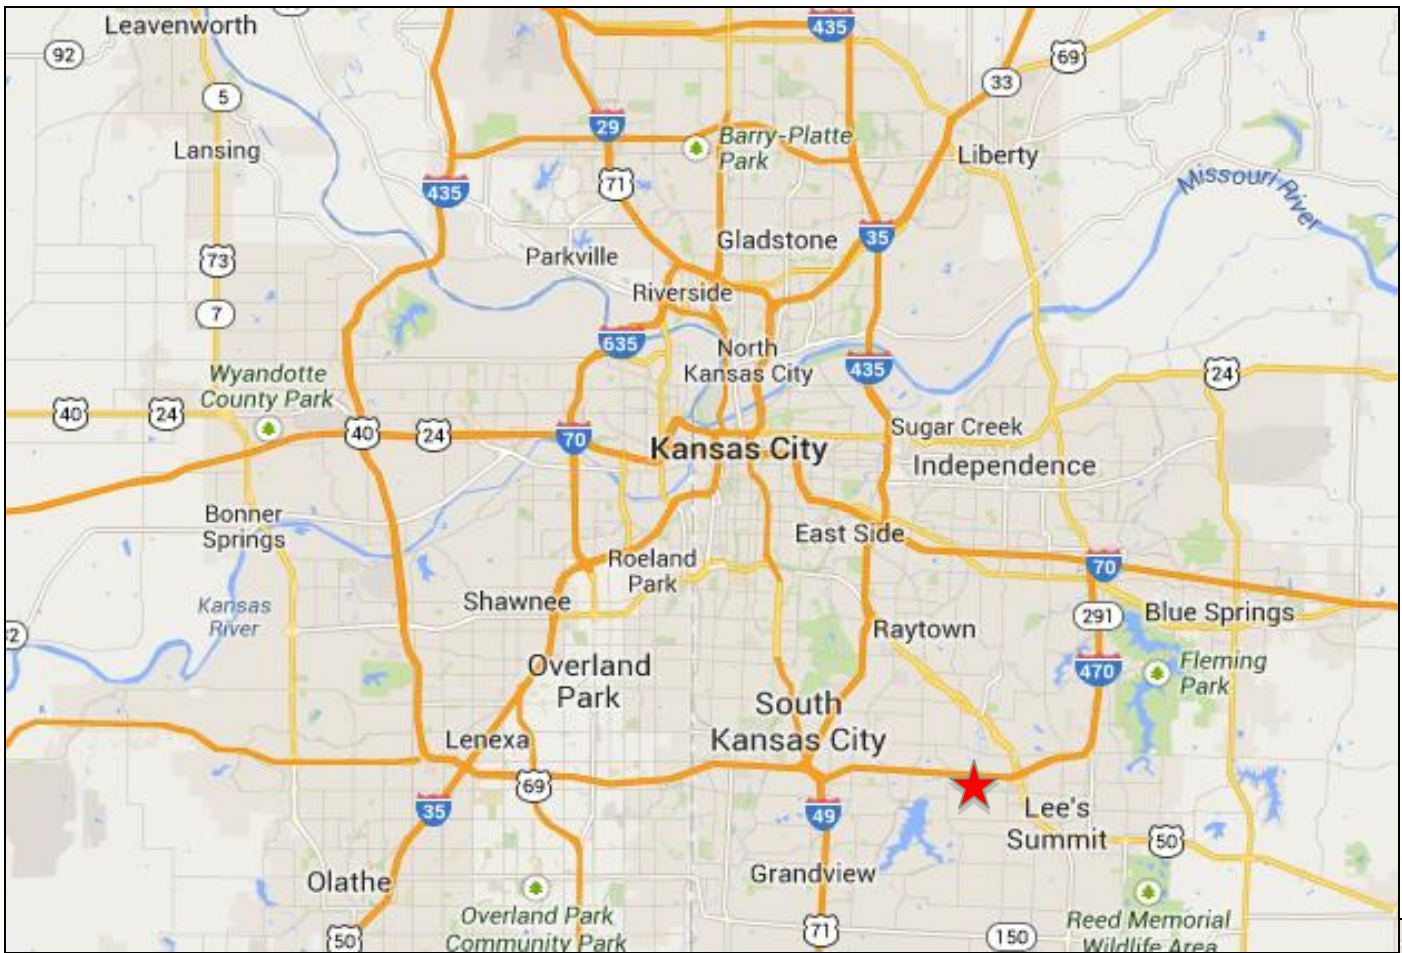 Leavenworth
435
92
69
33
5
29
Barry-Platte
Park
Lansing
Liberty
71
435
Missouri River
35
Gladstone
Parkville
73
Riverside
7
635
North
Kansas City
435
Wyandotte
County Park
24
40
24
40
24
70
Sugar Creek
Kansas City
Independence
Bonner
Springs
East Side
Roeland
Park
70
Shawnee
Kansas
River
291
Blue Springs
Raytown
Overland
Park
470
Fleming
Park
South
Kansas City
Lenexa
69
35
49
Lee's
Summit
50
Grandview
Olathe
Overland Park
Community Park
50
71
150
Reed Memorial
Wildlife Area